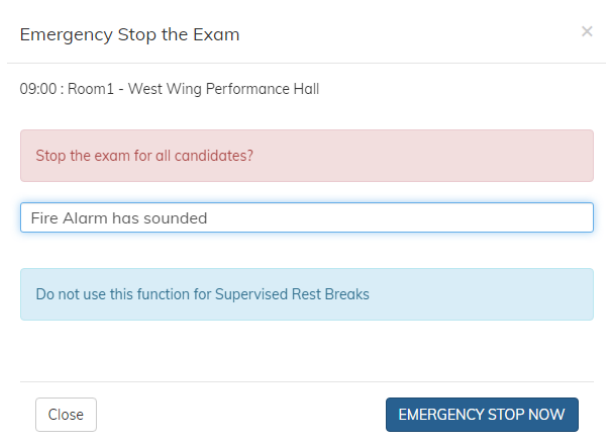 Emergency Stop the Exam
×
09:00 : Room1 - West Wing Performance Hall
Stop the exam for all candidates?
Fire Alarm has sounded
Do not use this function for Supervised Rest Breaks
Close
EMERGENCY STOP NOW